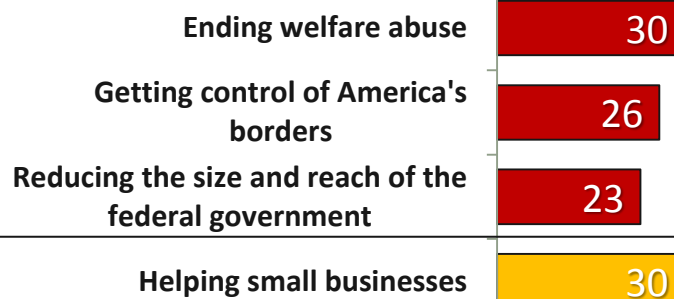 Ending welfare abuse 30
Getting control of America's
borders 26
Reducing the size and reach of the
federal government 23
Helping small businesses 30